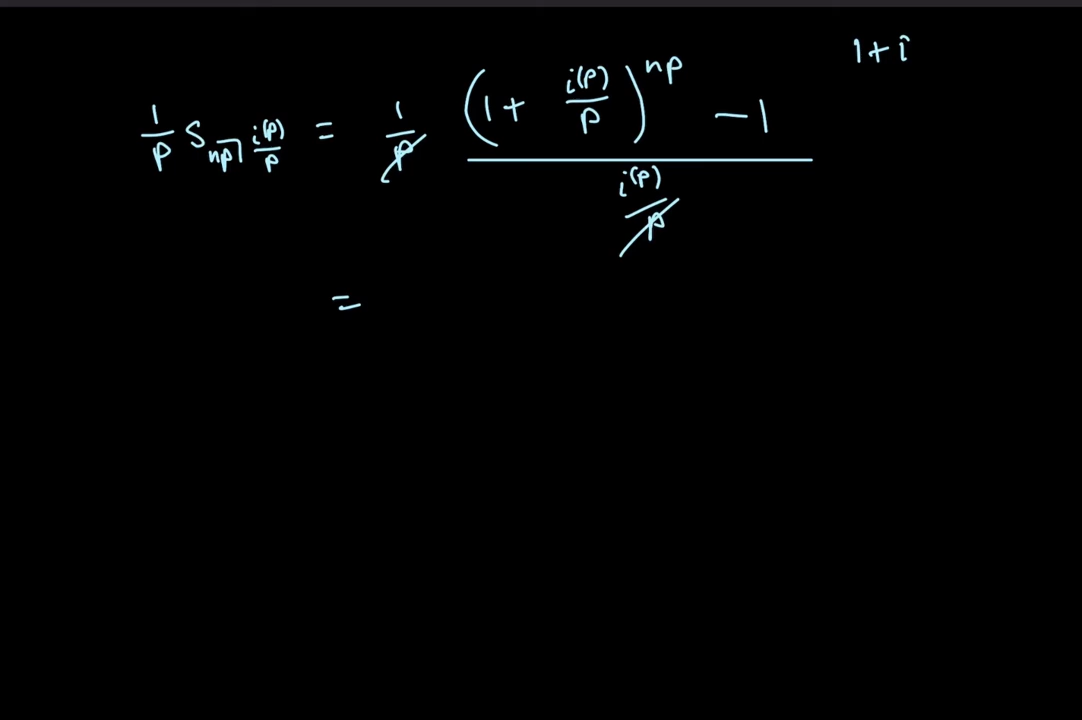 1/p S_{np⅂ i^(p)/p} = 1/p ((1 + i^(p)/p)^{np} - 1)/(i^(p)/p) 1 + i
=